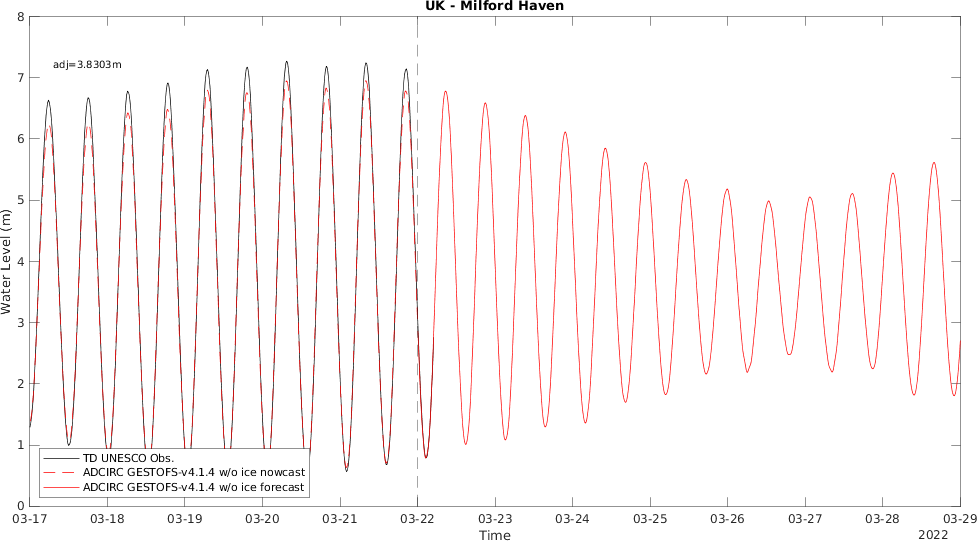 UK - Milford Haven
adj=3.8303m
Water Level (m)
8
7
6
5
4
3
2
1
0
TD UNESCO Obs.
ADCIRC GESTOFS-v4.1.4 w/o ice nowcast
ADCIRC GESTOFS-v4.1.4 w/o ice forecast
03-17 03-18 03-19 03-20 03-21 03-22 03-23 03-24 03-25 03-26 03-27 03-28 03-29
Time
2022